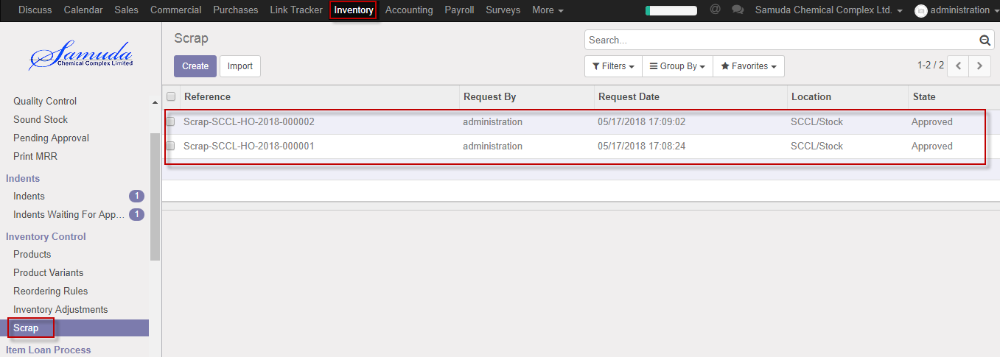 Discuss Calendar Sales Commercial Purchases Link Tracker Inventory Accounting Payroll Surveys More @ Samuda Chemical Complex Ltd. administration
Samuda
Chemical Complex Limited
Scrap
Search...
Create Import
Filters Group By Favorites 1-2 / 2
Quality Control
Sound Stock
Pending Approval
Print MRR
Indents
Indents 1
Indents Waiting For App... 1
Inventory Control
Products
Product Variants
Reordering Rules
Inventory Adjustments
Scrap
Item Loan Process
Reference Request By Request Date Location State
Scrap-SCCL-HO-2018-000002 administration 05/17/2018 17:09:02 SCCL/Stock Approved
Scrap-SCCL-HO-2018-000001 administration 05/17/2018 17:08:24 SCCL/Stock Approved